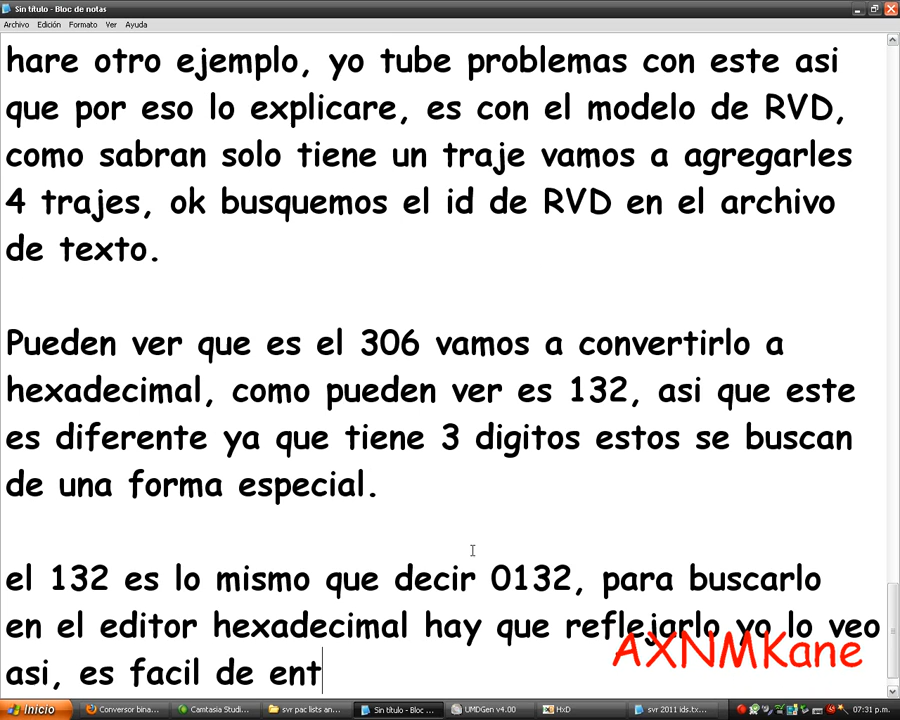 Sin título - Bloc de notas
Archivo Edición Formato Ver Ayuda
hare otro ejemplo, yo tube problemas con este asi
que por eso lo explicare, es con el modelo de RVD,
como sabran solo tiene un traje vamos a agregarles
4 trajes, ok busquemos el id de RVD en el archivo
de texto.
Pueden ver que es el 306 vamos a convertirlo a
hexadecimal, como pueden ver es 132, asi que este
es diferente ya que tiene 3 digitos estos se buscan
de una forma especial.
el 132 es lo mismo que decir 0132, para buscarlo
en el editor hexadecimal hay que reflejarlo yo lo veo
asi, es facil de ent
AXNMKane
Inicio Conversor bina... Camtasia Studi... svr pac lists an... Sin título - Bloc ... UMDGen v4.00 HxD svr 2011 ids.tx... 07:31 p.m.